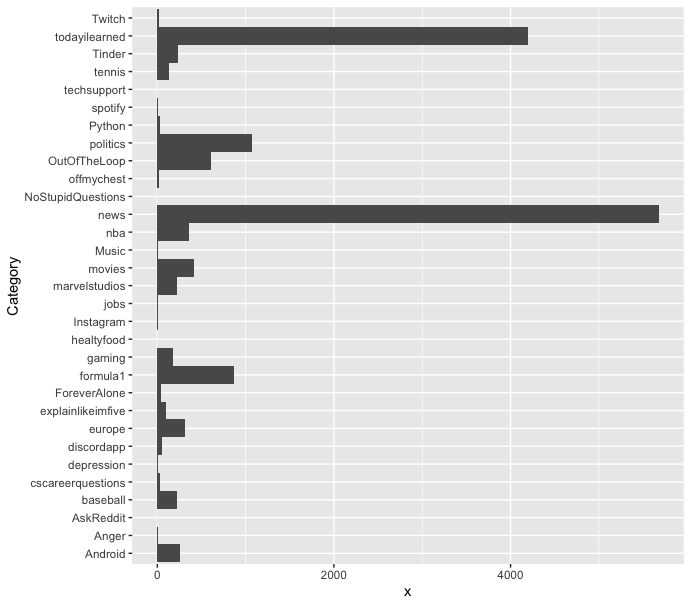 Twitch
todayilearned
Tinder
tennis
techsupport
spotify
Python
politics
OutOfTheLoop
offmychest
NoStupidQuestions
news
nba
Music
movies
marvelstudios
jobs
Instagram
healtyfood
gaming
formula1
ForeverAlone
explainlikeimfive
europe
discordapp
depression
cscareerquestions
baseball
AskReddit
Anger
Android
Category
0 2000 4000
x